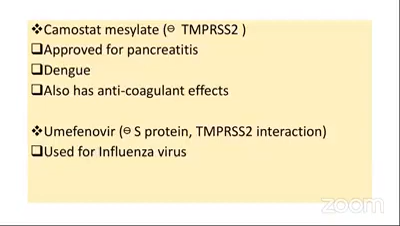 ❖Camostat mesylate (⊖ TMPRSS2 )
❑Approved for pancreatitis
❑Dengue
❑Also has anti-coagulant effects
❖Umefenovir (⊖ S protein, TMPRSS2 interaction)
❑Used for Influenza virus
zoom